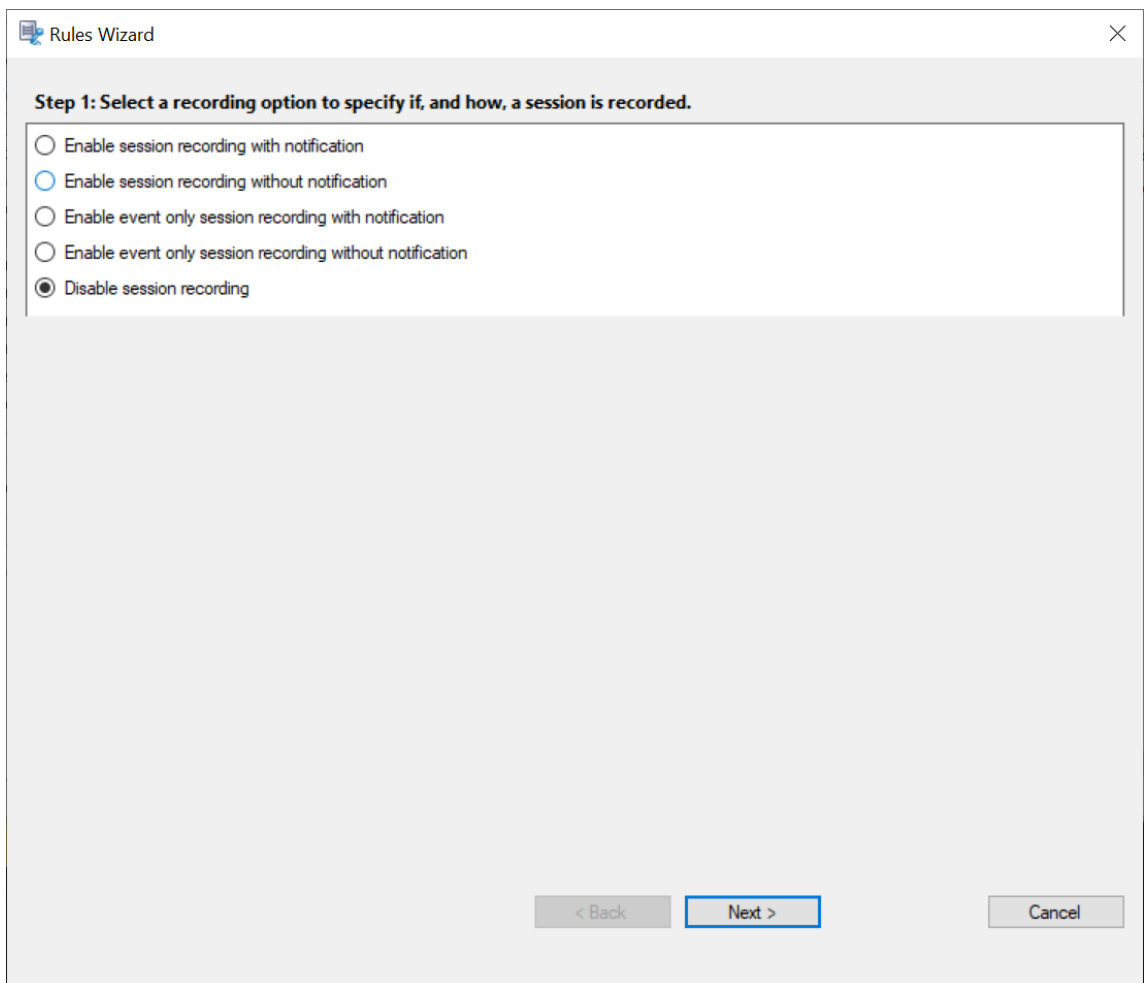 Rules Wizard
Step 1: Select a recording option to specify if, and how, a session is recorded.
Enable session recording with notification
Enable session recording without notification
Enable event only session recording with notification
Enable event only session recording without notification
Disable session recording
< Back
Next >
Cancel